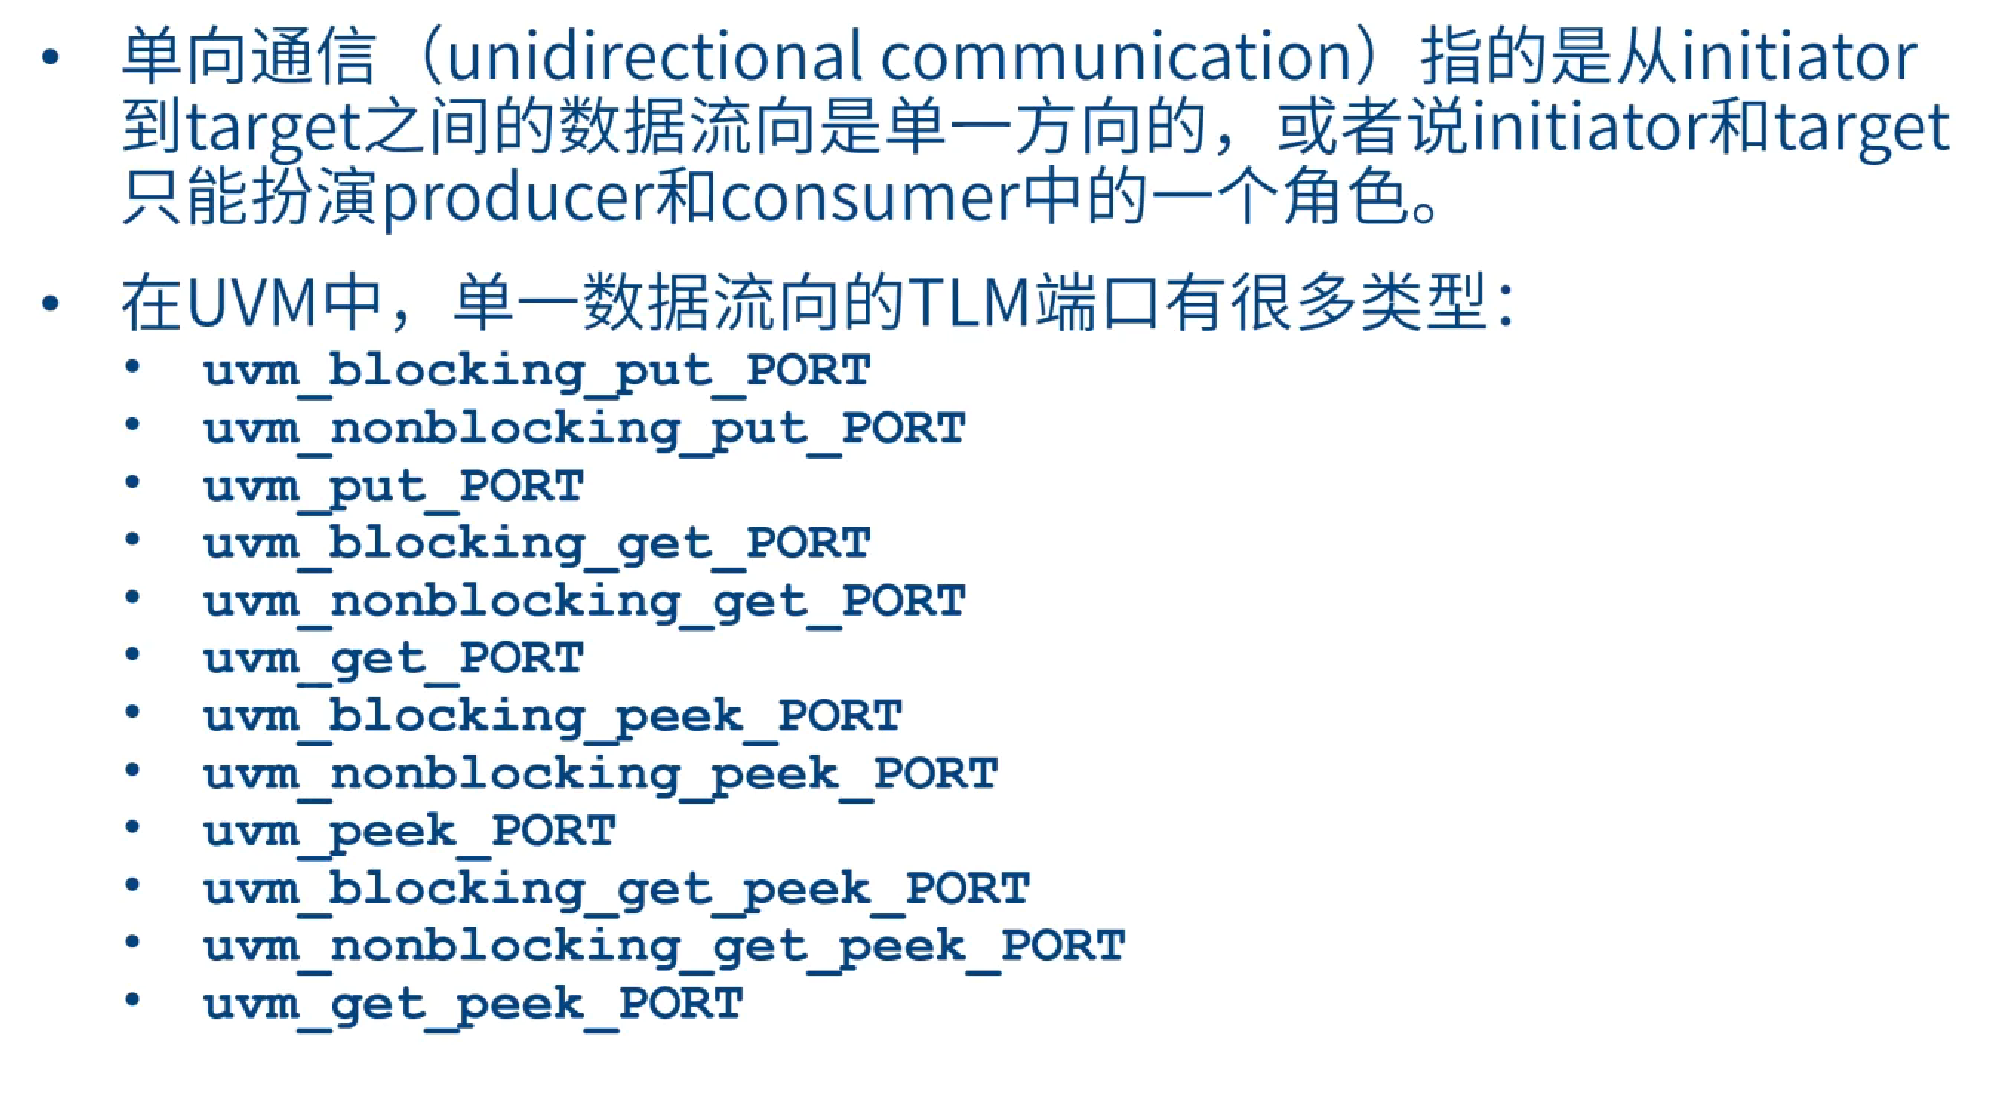 • 单向通信（unidirectional communication）指的是从initiator
到target之间的数据流向是单一方向的，或者说initiator和target
只能扮演producer和consumer中的一个角色。
• 在UVM中，单一数据流向的TLM端口有很多类型：
• uvm_blocking_put_PORT
• uvm_nonblocking_put_PORT
• uvm_put_PORT
• uvm_blocking_get_PORT
• uvm_nonblocking_get_PORT
• uvm_get_PORT
• uvm_blocking_peek_PORT
• uvm_nonblocking_peek_PORT
• uvm_peek_PORT
• uvm_blocking_get_peek_PORT
• uvm_nonblocking_get_peek_PORT
• uvm_get_peek_PORT